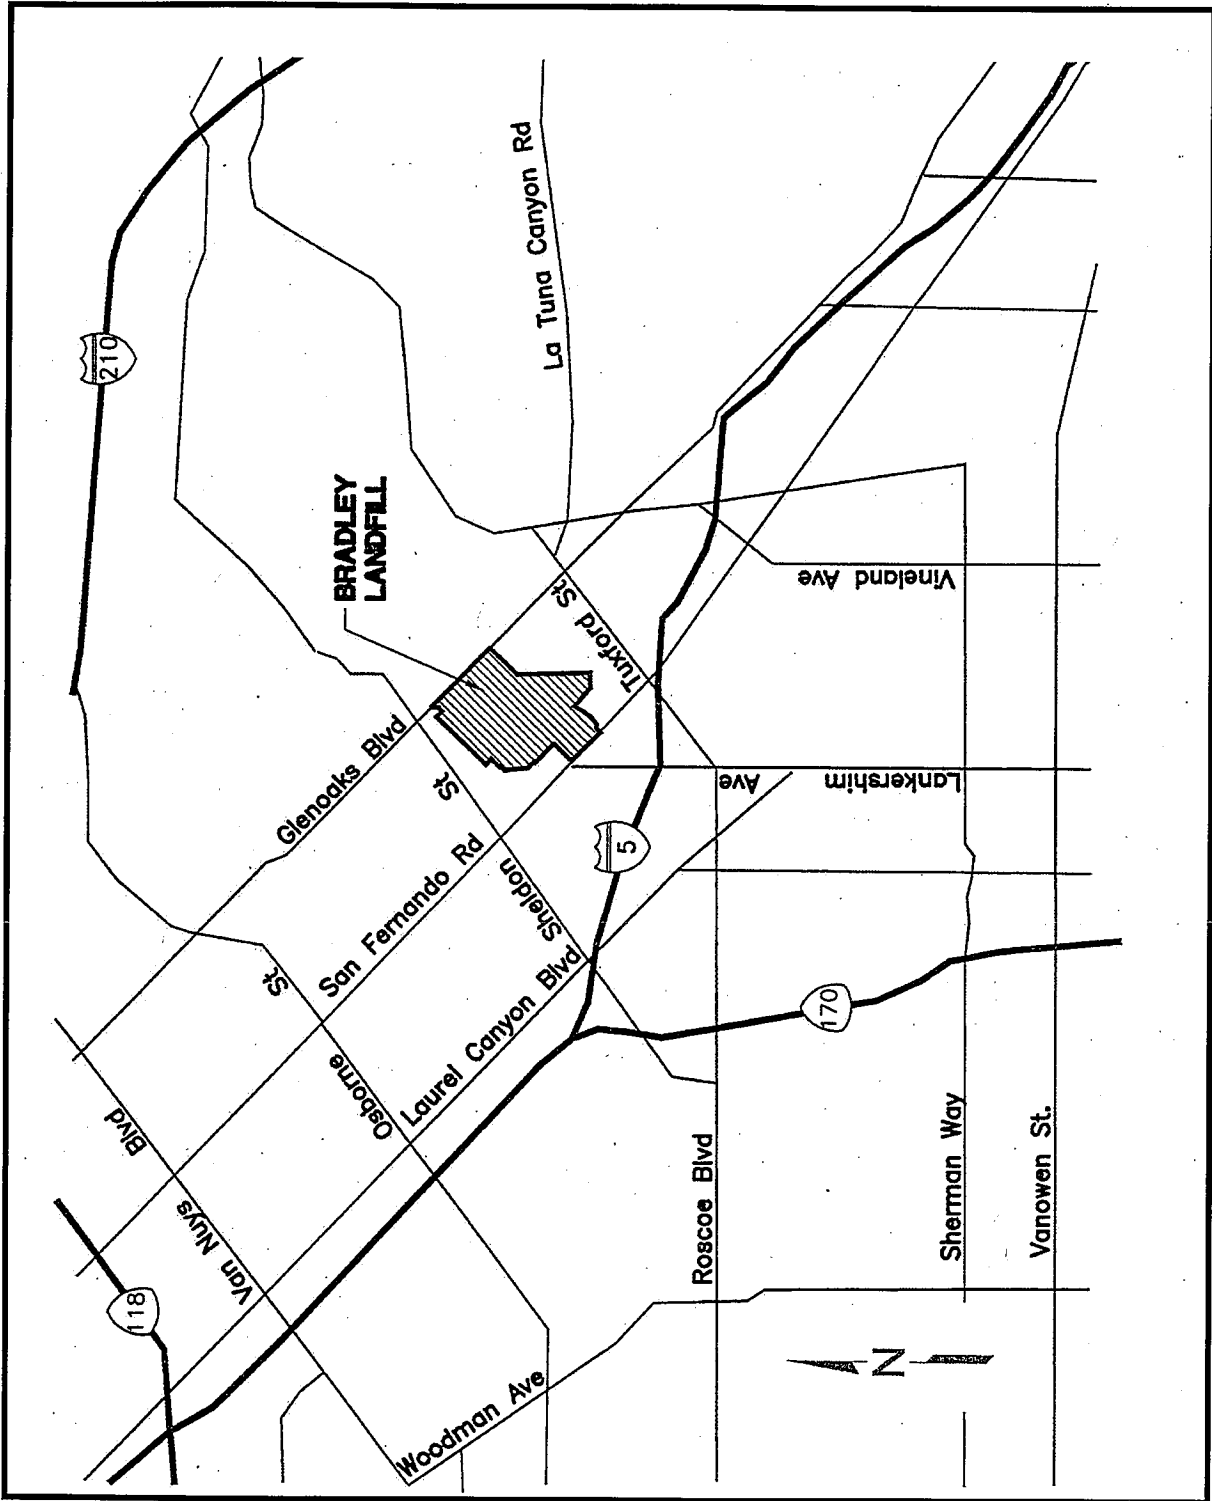 210
La Tuna Canyon Rd
BRADLEY
LANDFILL
Glenoaks Blvd
Tuxford St
Vineland Ave
San Fernando Rd
Sheldon St
Lankershim Ave
5
Osborne St
Laurel Canyon Blvd
170
Van Nuys Blvd
118
Roscoe Blvd
Sherman Way
Vanowen St.
Woodman Ave
N